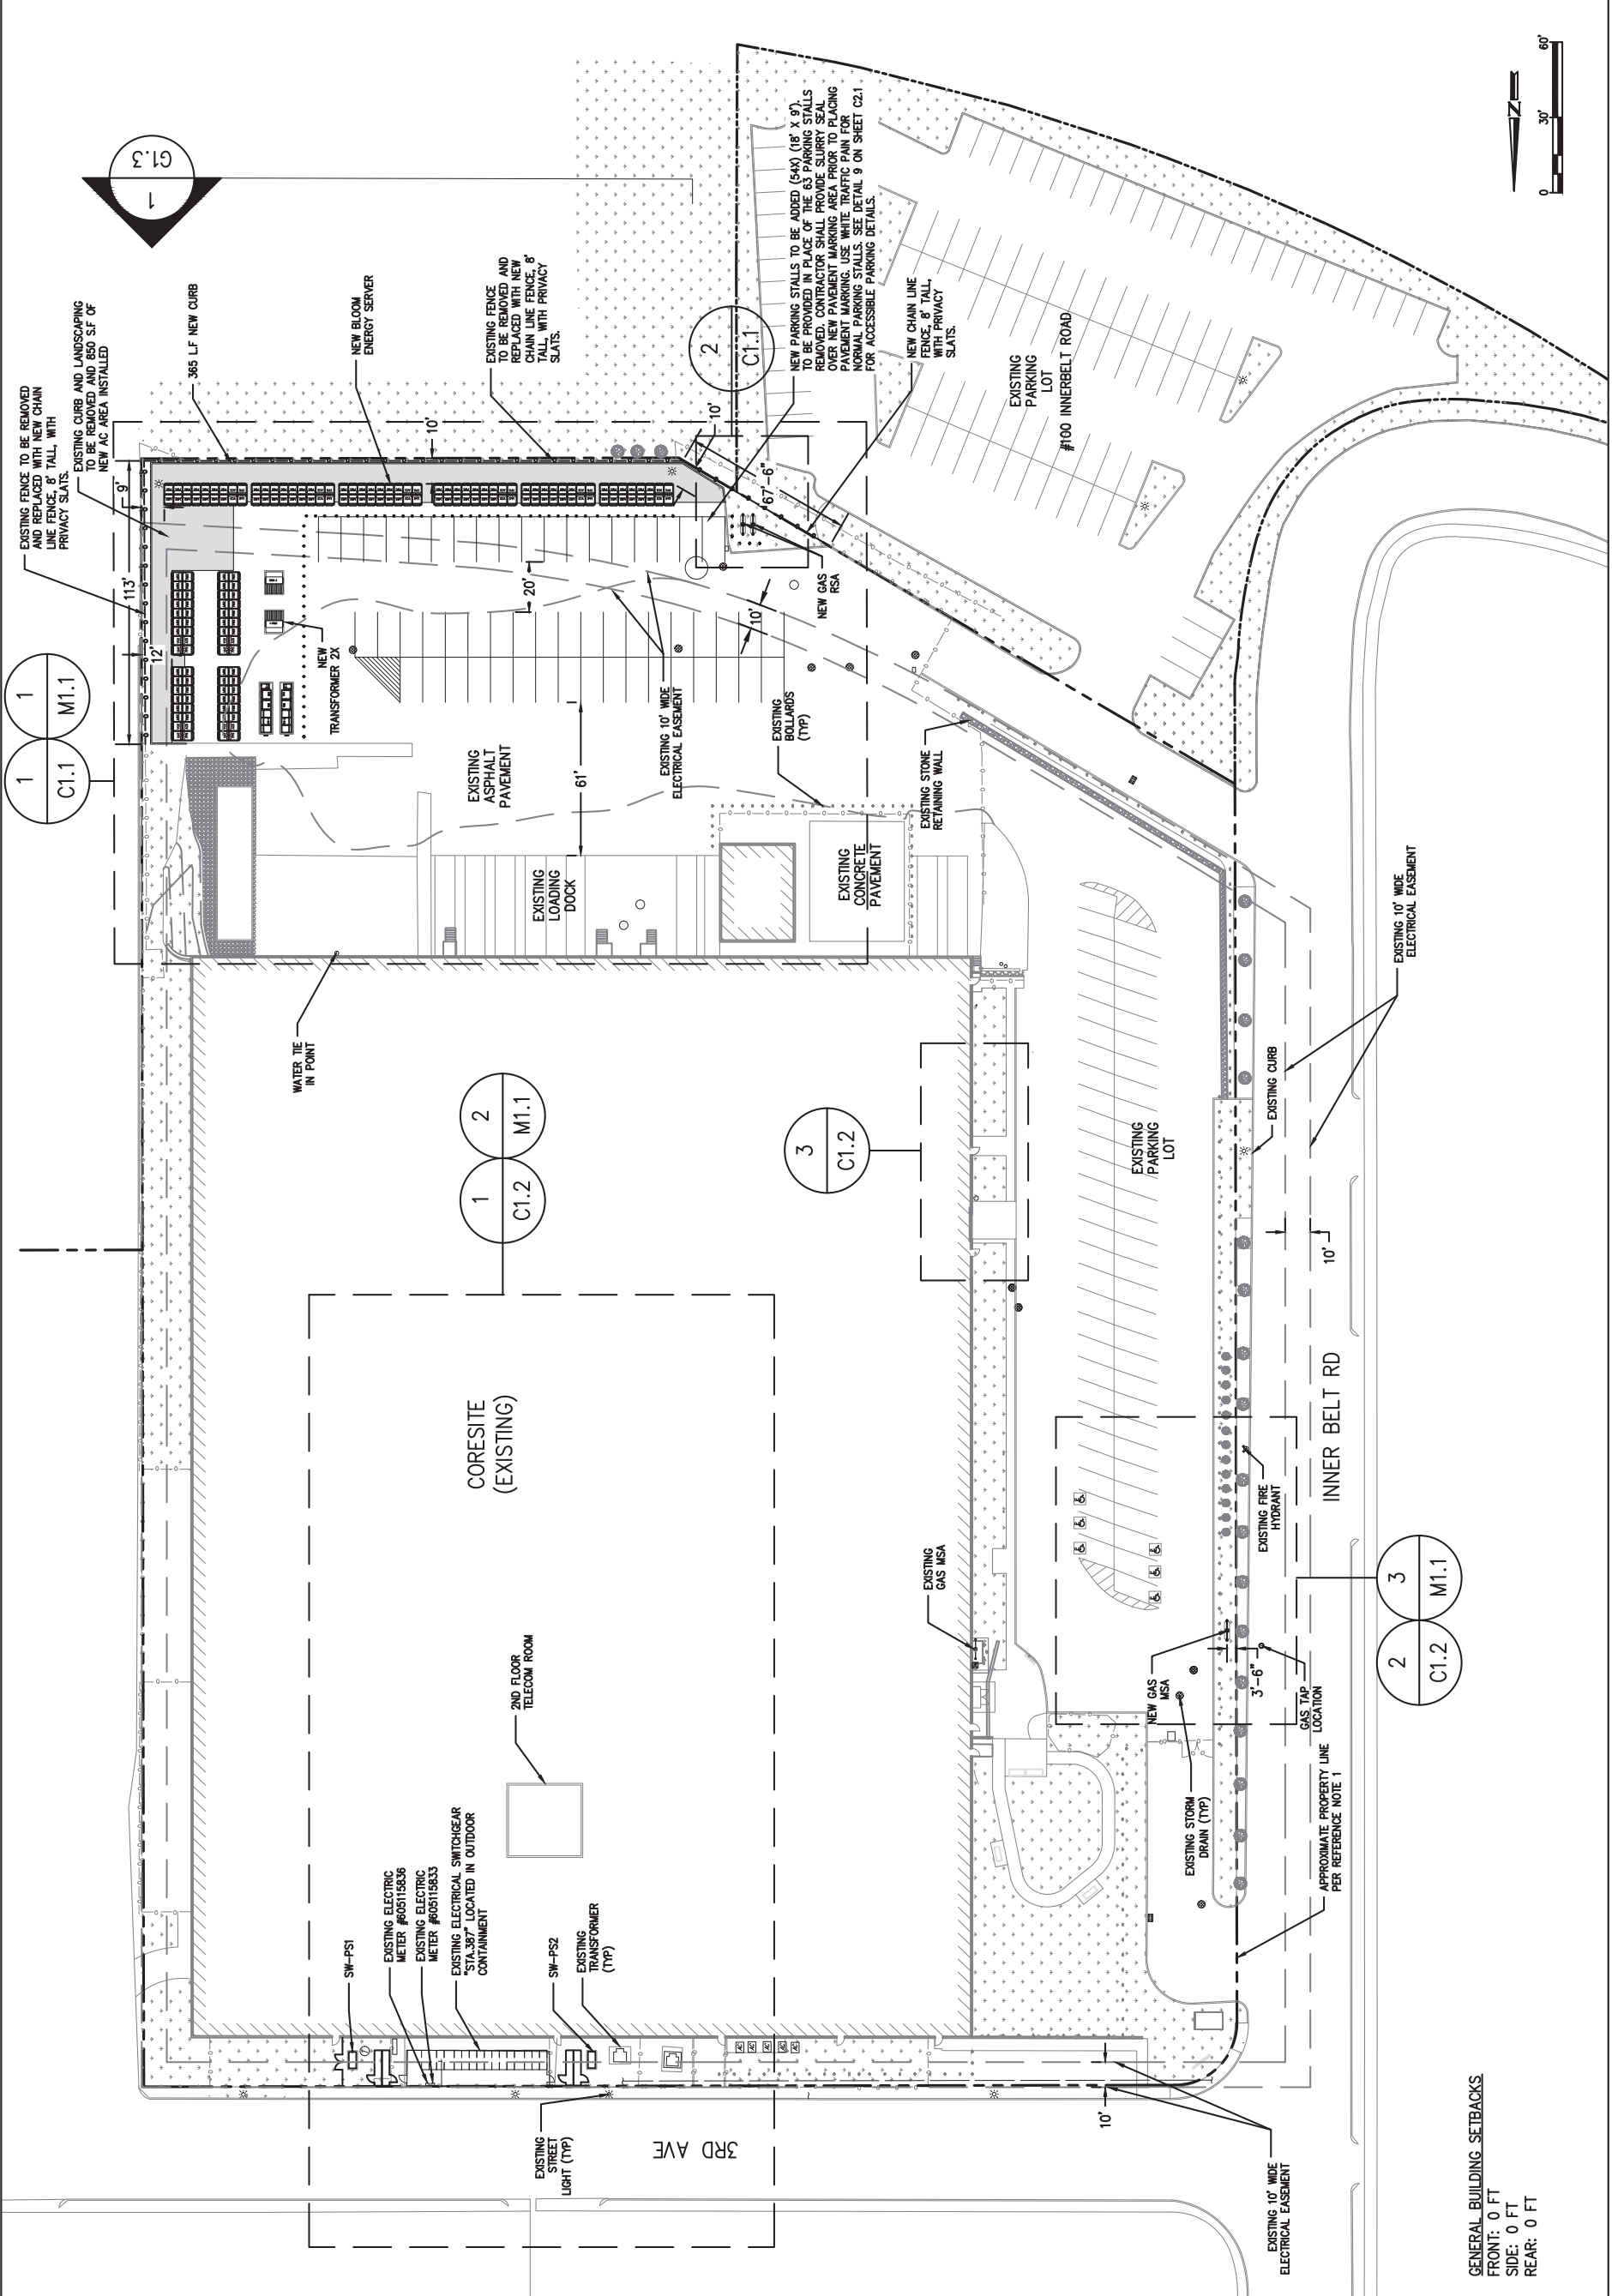 EXISTING FENCE TO BE REMOVED
AND REPLACED WITH NEW CHAIN
LINE FENCE, 8' TALL, WITH
PRIVACY SLATS.
EXISTING CURB AND LANDSCAPING
TO BE REMOVED AND 850 S.F OF
NEW AC AREA INSTALLED
365 L.F NEW CURB
NEW BLOOM
ENERGY SERVER
EXISTING FENCE
TO BE REMOVED AND
REPLACED WITH NEW
CHAIN LINE FENCE, 8'
TALL, WITH PRIVACY
SLATS.
1
G1.3
NEW PARKING STALLS TO BE ADDED (54X) (18' X 9'),
TO BE PROVIDED IN PLACE OF THE 63 PARKING STALLS
REMOVED. CONTRACTOR SHALL PROVIDE SLURRY SEAL
OVER NEW PAVEMENT MARKING AREA PRIOR TO PLACING
PAVEMENT MARKING. USE WHITE TRAFFIC PAIN FOR
NORMAL PARKING STALLS. SEE DETAIL 9 ON SHEET C2.1
FOR ACCESSIBLE PARKING DETAILS.
2
C1.1
NEW CHAIN LINE
FENCE, 8' TALL,
WITH PRIVACY
SLATS.
EXISTING
PARKING
LOT
#100 INNERBELT ROAD
N
0
30'
60'
1
C1.1
1
M1.1
9'
113'
12'
10'
10'
67'-6"
20'
10'
NEW GAS
RSA
NEW
TRANSFORMER 2X
EXISTING
ASPHALT
PAVEMENT
61'
EXISTING 10' WIDE
ELECTRICAL EASEMENT
EXISTING
BOLLARDS
(TYP)
EXISTING STONE
RETAINING WALL
EXISTING
LOADING
DOCK
EXISTING
CONCRETE
PAVEMENT
EXISTING 10' WIDE
ELECTRICAL EASEMENT
WATER TIE
IN POINT
1
C1.2
2
M1.1
3
C1.2
EXISTING
PARKING
LOT
EXISTING CURB
10'
CORESITE
(EXISTING)
INNER BELT RD
EXISTING FIRE
HYDRANT
2
C1.2
3
M1.1
EXISTING
GAS MSA
2ND FLOOR
TELECOM ROOM
NEW GAS
MSA
3'-6"
GAS TAP
LOCATION
EXISTING STORM
DRAIN (TYP)
APPROXIMATE PROPERTY LINE
PER REFERENCE NOTE 1
SW-PS1
EXISTING ELECTRIC
METER #605115836
EXISTING ELECTRIC
METER #605115833
EXISTING ELECTRICAL SWITCHGEAR
"STA.387" LOCATED IN OUTDOOR
CONTAINMENT
SW-PS2
EXISTING
TRANSFORMER
(TYP)
AC
AC
AC
AC
AC
10'
EXISTING
STREET
LIGHT (TYP)
3RD AVE
EXISTING 10' WIDE
ELECTRICAL EASEMENT
GENERAL BUILDING SETBACKS
FRONT: 0 FT
SIDE: 0 FT
REAR: 0 FT